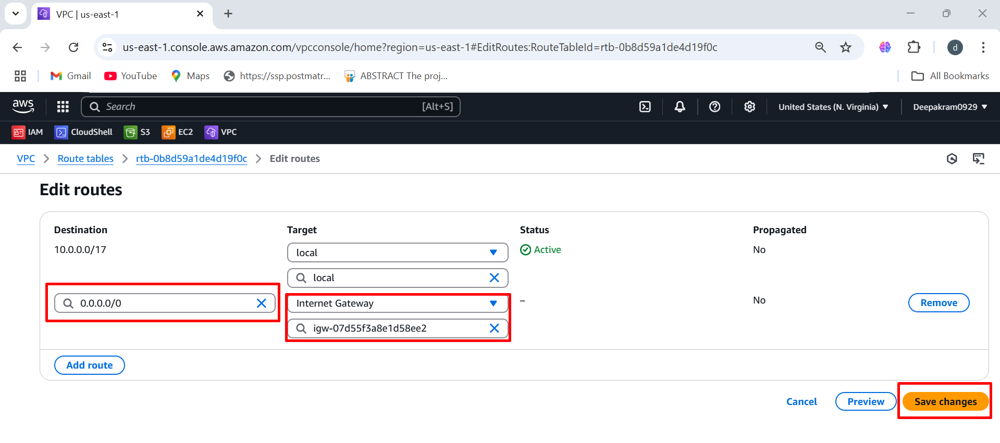 VPC | us-east-1
us-east-1.console.aws.amazon.com/vpcconsole/home?region=us-east-1#EditRoutes:RouteTableId=rtb-0b8d59a1de4d19f0c
d
Gmail YouTube Maps https://ssp.postmatr... ABSTRACT The proj... All Bookmarks
aws Search [Alt+S] United States (N. Virginia) Deepakram0929
IAM CloudShell S3 EC2 VPC
VPC Route tables rtb-0b8d59a1de4d19f0c Edit routes
Edit routes
Destination Target Status Propagated
10.0.0.0/17 local Active No
local
0.0.0.0/0 Internet Gateway – No Remove
igw-07d55f3a8e1d58ee2
Add route
Cancel Preview Save changes